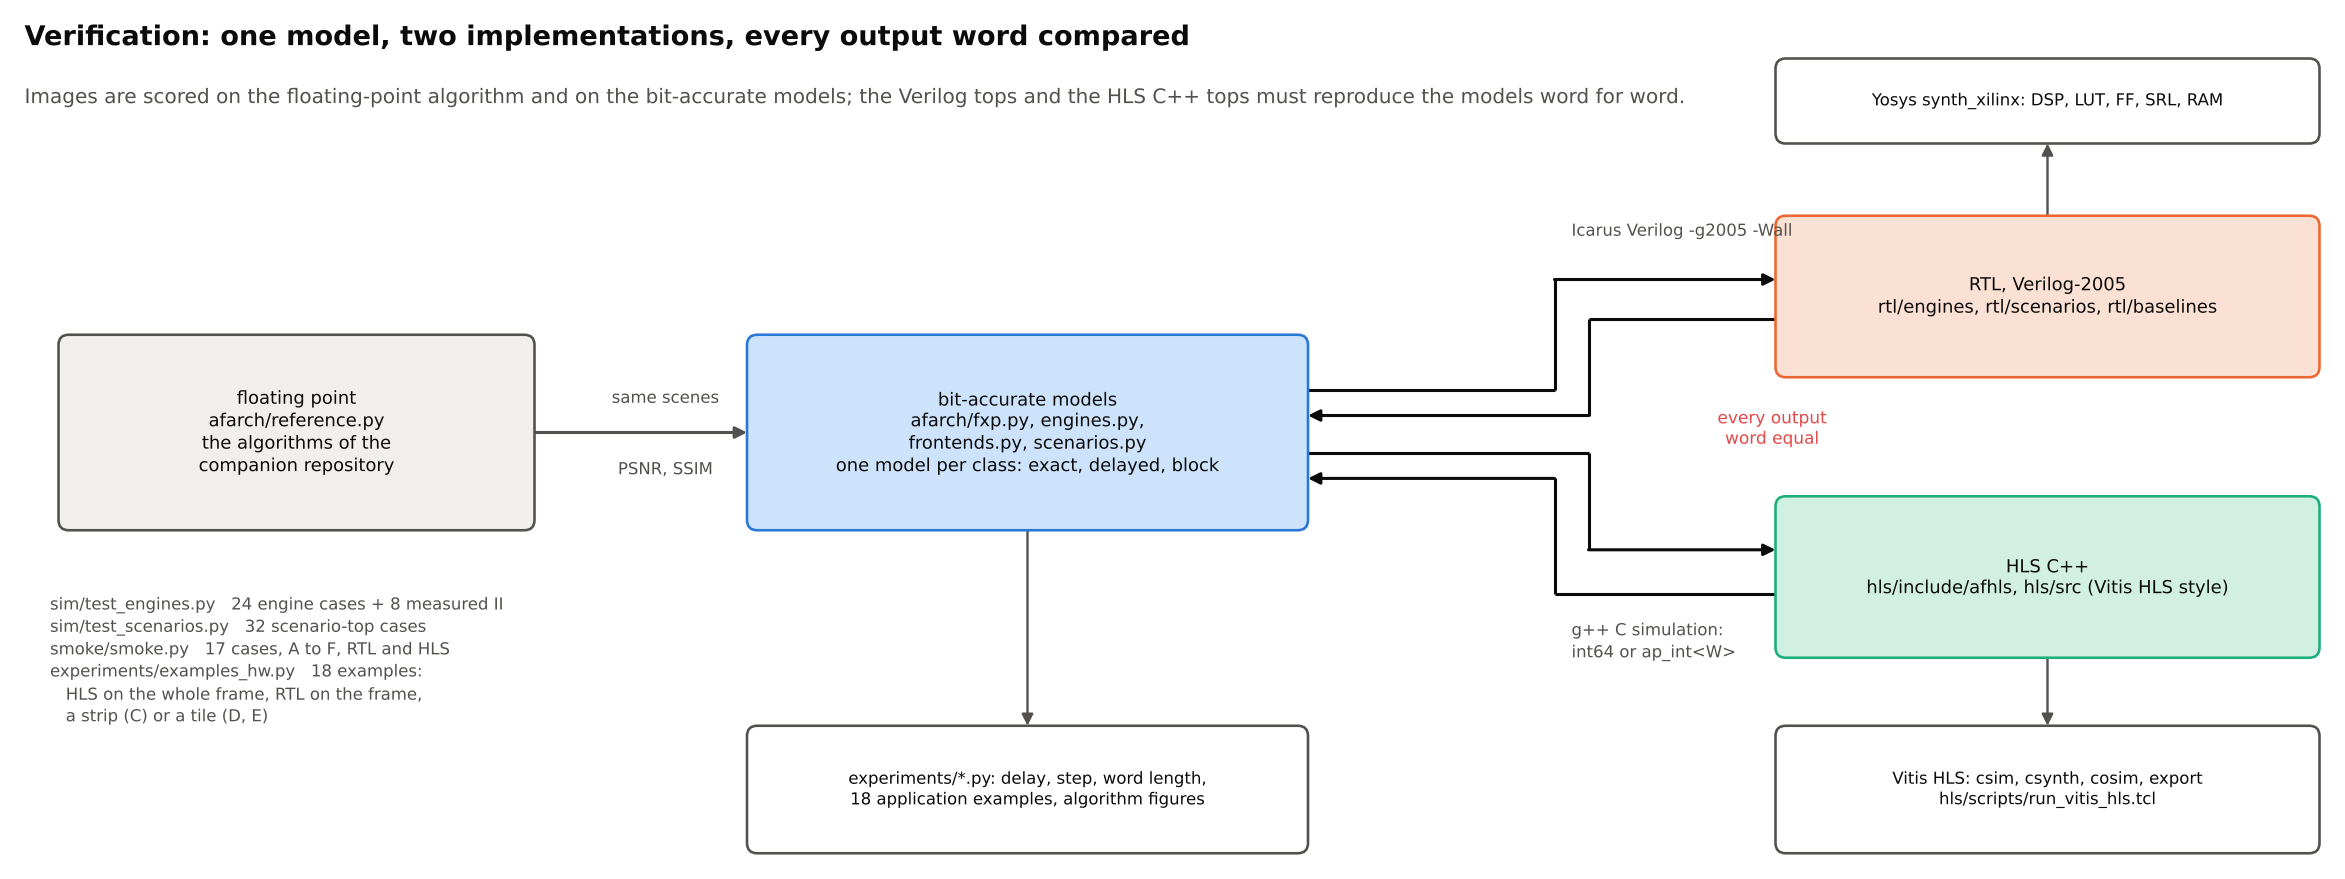 Verification: one model, two implementations, every output word compared
Images are scored on the floating-point algorithm and on the bit-accurate models; the Verilog tops and the HLS C++ tops must reproduce the models word for word.
Yosys synth_xilinx: DSP, LUT, FF, SRL, RAM
Icarus Verilog -g2005 -Wall
RTL, Verilog-2005
rtl/engines, rtl/scenarios, rtl/baselines
floating point
afarch/reference.py
the algorithms of the
companion repository
same scenes
PSNR, SSIM
bit-accurate models
afarch/fxp.py, engines.py,
frontends.py, scenarios.py
one model per class: exact, delayed, block
every output
word equal
HLS C++
hls/include/afhls, hls/src (Vitis HLS style)
g++ C simulation:
int64 or ap_int<W>
sim/test_engines.py   24 engine cases + 8 measured II
sim/test_scenarios.py   32 scenario-top cases
smoke/smoke.py   17 cases, A to F, RTL and HLS
experiments/examples_hw.py   18 examples:
HLS on the whole frame, RTL on the frame,
a strip (C) or a tile (D, E)
experiments/*.py: delay, step, word length,
18 application examples, algorithm figures
Vitis HLS: csim, csynth, cosim, export
hls/scripts/run_vitis_hls.tcl